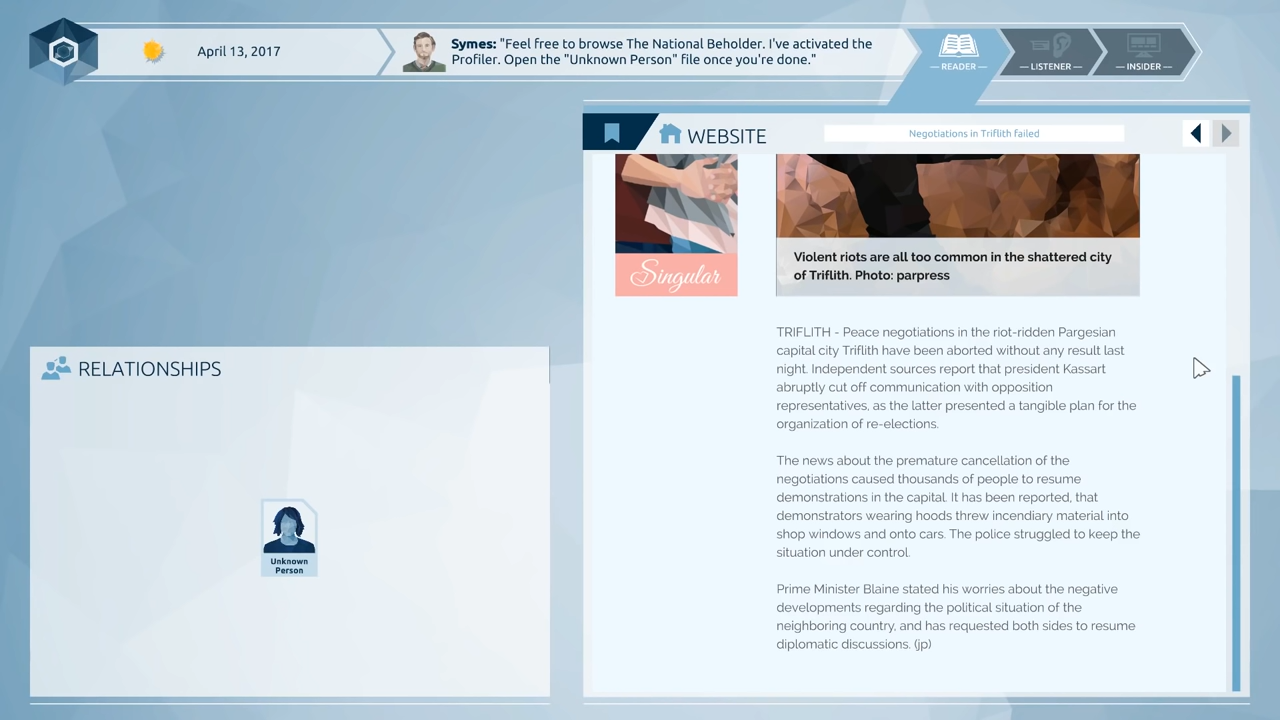 April 13, 2017
Symes: "Feel free to browse The National Beholder. I've activated the
Profiler. Open the "Unknown Person" file once you're done."
— READER —
— LISTENER —
— INSIDER —
WEBSITE
Negotiations in Triflith failed
Singular
Violent riots are all too common in the shattered city
of Triflith. Photo: parpress
TRIFLITH - Peace negotiations in the riot-ridden Pargesian
capital city Triflith have been aborted without any result last
night. Independent sources report that president Kassart
abruptly cut off communication with opposition
representatives, as the latter presented a tangible plan for the
organization of re-elections.
The news about the premature cancellation of the
negotiations caused thousands of people to resume
demonstrations in the capital. It has been reported, that
demonstrators wearing hoods threw incendiary material into
shop windows and onto cars. The police struggled to keep the
situation under control.
Prime Minister Blaine stated his worries about the negative
developments regarding the political situation of the
neighboring country, and has requested both sides to resume
diplomatic discussions. (jp)
RELATIONSHIPS
Unknown
Person